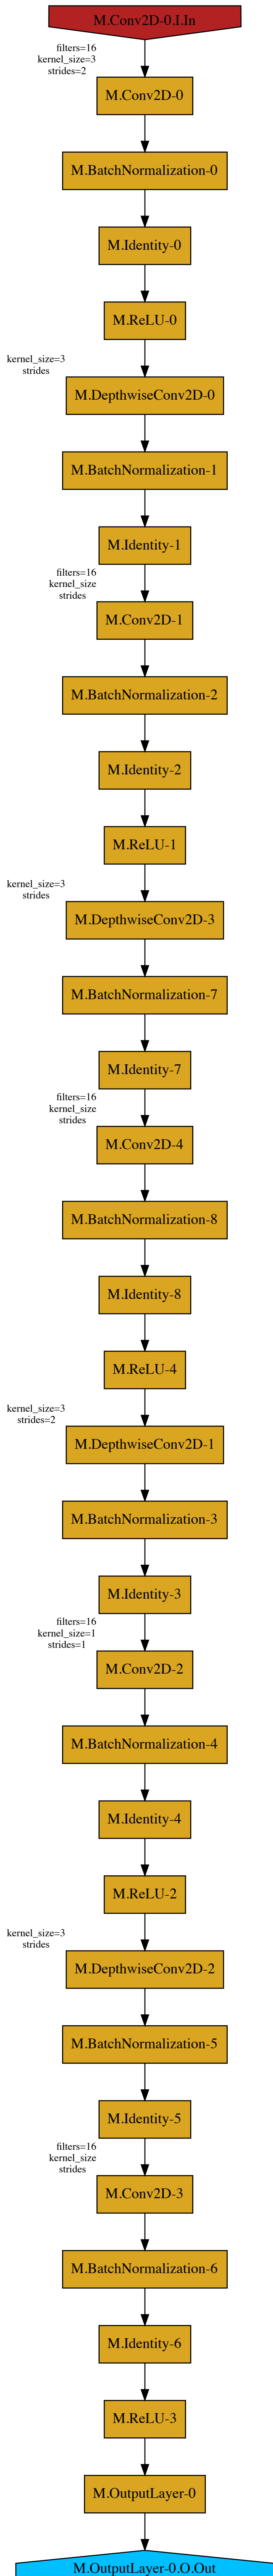 M.Conv2D-0.I.In
filters=16
kernel_size=3
strides=2
M.Conv2D-0
M.BatchNormalization-0
M.Identity-0
M.ReLU-0
kernel_size=3
strides
M.DepthwiseConv2D-0
M.BatchNormalization-1
M.Identity-1
filters=16
kernel_size
strides
M.Conv2D-1
M.BatchNormalization-2
M.Identity-2
M.ReLU-1
kernel_size=3
strides
M.DepthwiseConv2D-3
M.BatchNormalization-7
M.Identity-7
filters=16
kernel_size
strides
M.Conv2D-4
M.BatchNormalization-8
M.Identity-8
M.ReLU-4
kernel_size=3
strides=2
M.DepthwiseConv2D-1
M.BatchNormalization-3
M.Identity-3
filters=16
kernel_size=1
strides=1
M.Conv2D-2
M.BatchNormalization-4
M.Identity-4
M.ReLU-2
kernel_size=3
strides
M.DepthwiseConv2D-2
M.BatchNormalization-5
M.Identity-5
filters=16
kernel_size
strides
M.Conv2D-3
M.BatchNormalization-6
M.Identity-6
M.ReLU-3
M.OutputLayer-0
M.OutputLayer-0.O.Out